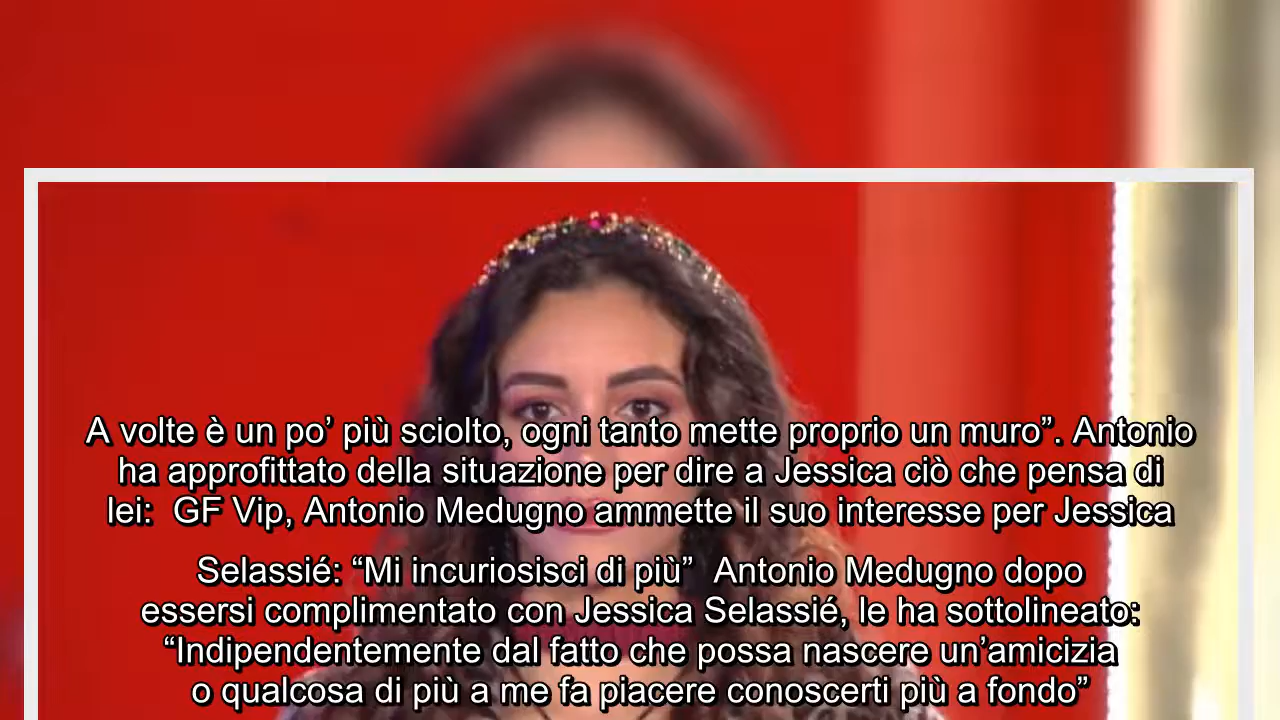 A volte è un po’ più sciolto, ogni tanto mette proprio un muro”. Antonio
ha approfittato della situazione per dire a Jessica ciò che pensa di
lei:  GF Vip, Antonio Medugno ammette il suo interesse per Jessica
Selassié: “Mi incuriosisci di più”  Antonio Medugno dopo
essersi complimentato con Jessica Selassié, le ha sottolineato:
“Indipendentemente dal fatto che possa nascere un’amicizia
o qualcosa di più a me fa piacere conoscerti più a fondo”